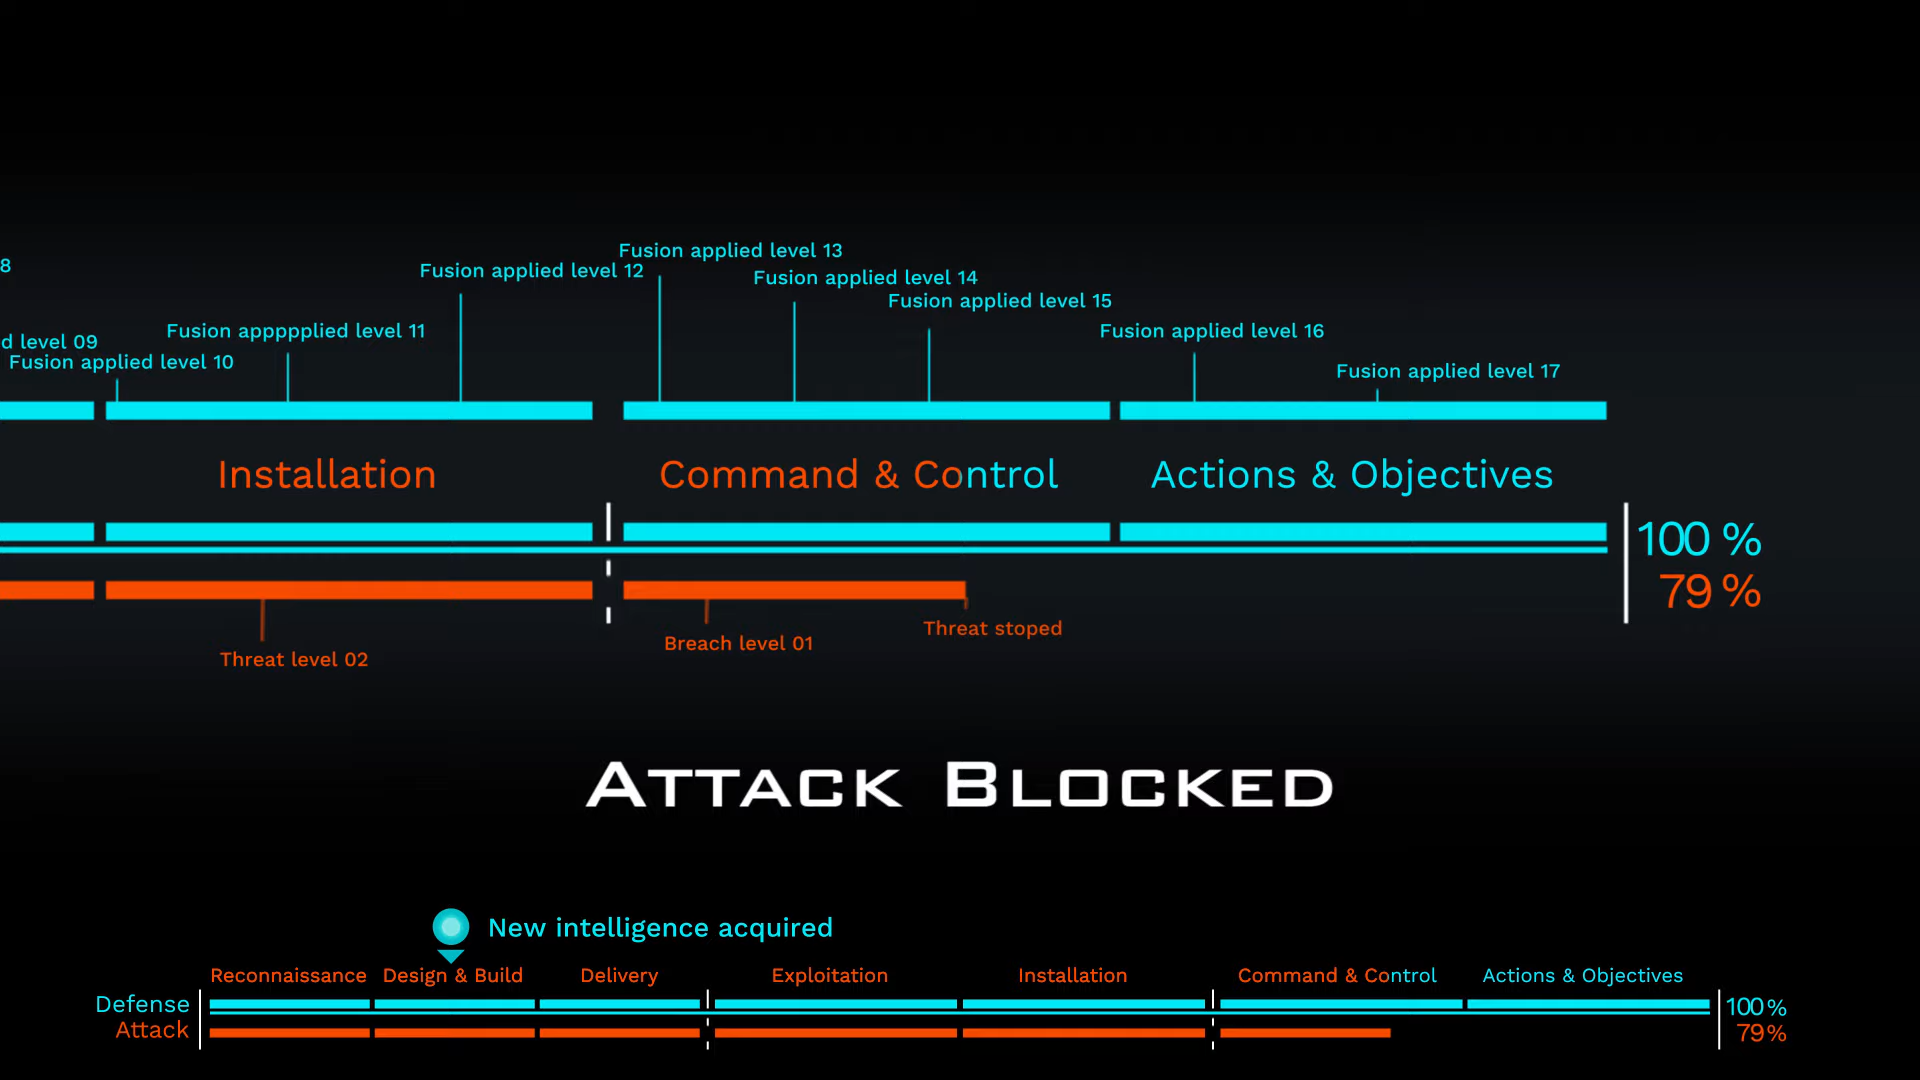 Fusion applied level 13
8
Fusion applied level 12
Fusion applied level 14
Fusion applied level 15
Fusion apppppplied level 11
Fusion applied level 16
d level 09
Fusion applied level 10
Fusion applied level 17
Installation
Command & Control
Actions & Objectives
100 %
79 %
Threat stoped
Breach level 01
Threat level 02
ATTACK BLOCKED
New intelligence acquired
Reconnaissance Design & Build Delivery Exploitation Installation Command & Control Actions & Objectives
Defense 100 %
Attack 79 %